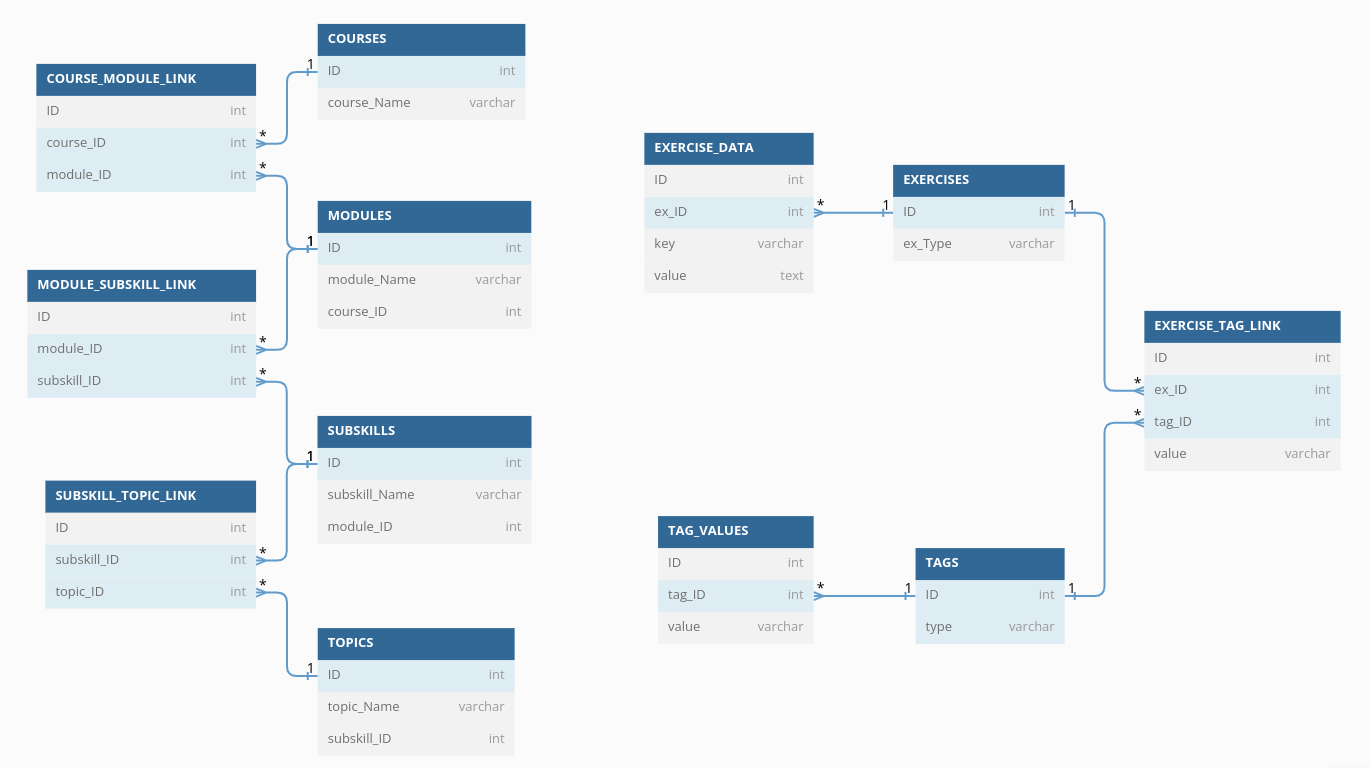 COURSES
ID int
course_Name varchar
COURSE_MODULE_LINK
ID int
course_ID int
module_ID int
1
*
*
MODULES
ID int
module_Name varchar
course_ID int
1
MODULE_SUBSKILL_LINK
ID int
module_ID int
subskill_ID int
*
*
SUBSKILLS
ID int
subskill_Name varchar
module_ID int
1
SUBSKILL_TOPIC_LINK
ID int
subskill_ID int
topic_ID int
*
*
TOPICS
ID int
topic_Name varchar
subskill_ID int
1
EXERCISE_DATA
ID int
ex_ID int
key varchar
value text
* 1
EXERCISES
ID int
ex_Type varchar
1
EXERCISE_TAG_LINK
ID int
ex_ID int
tag_ID int
value varchar
*
*
TAG_VALUES
ID int
tag_ID int
value varchar
* 1
TAGS
ID int
type varchar
1